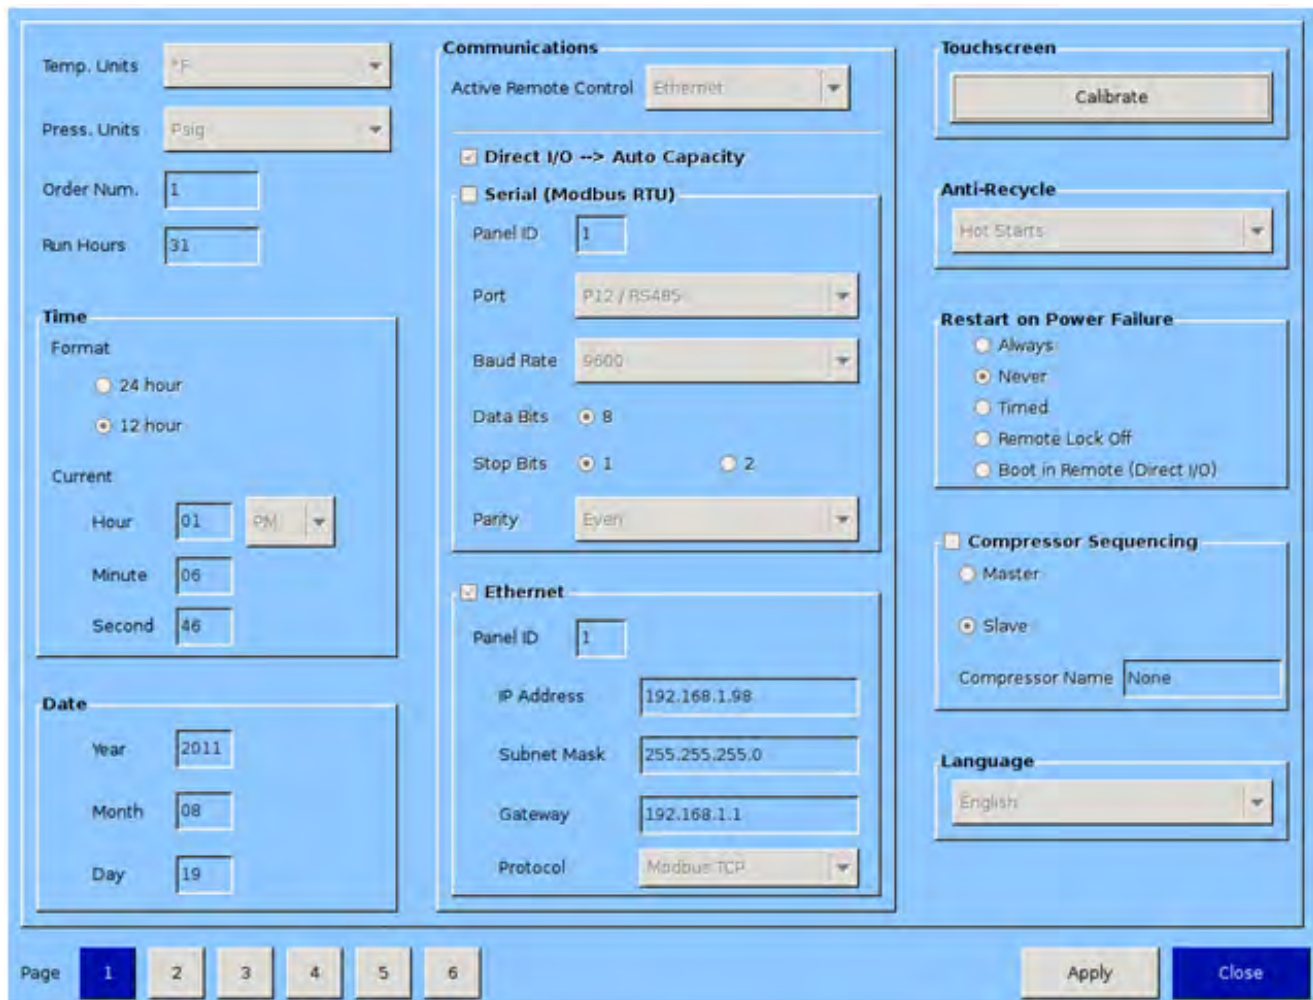 Temp. Units °F
Press. Units Psig
Order Num. 1
Run Hours 31
Time
Format
24 hour
12 hour
Current
Hour 01 PM
Minute 06
Second 46
Date
Year 2011
Month 08
Day 19
Communications
Active Remote Control Ethernet
Direct I/O --> Auto Capacity
Serial (Modbus RTU)
Panel ID 1
Port P12 / RS485
Baud Rate 9600
Data Bits 8
Stop Bits 1 2
Parity Even
Ethernet
Panel ID 1
IP Address 192.168.1.98
Subnet Mask 255.255.255.0
Gateway 192.168.1.1
Protocol Modbus TCP
Touchscreen
Calibrate
Anti-Recycle
Hot Starts
Restart on Power Failure
Always
Never
Timed
Remote Lock Off
Boot in Remote (Direct I/O)
Compressor Sequencing
Master
Slave
Compressor Name None
Language
English
Page 1 2 3 4 5 6 Apply Close